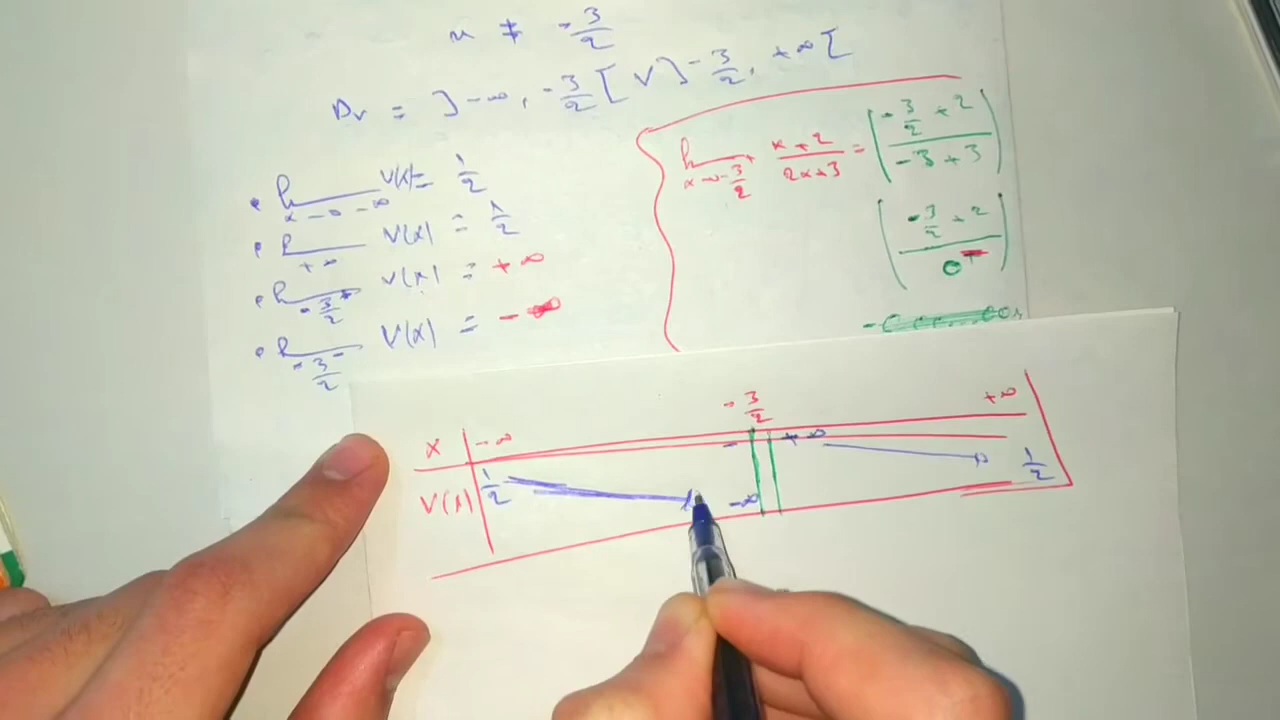 x ≠ -3/2
Dv = ]-∞, -3/2[ V ]-3/2, +∞[
lim x→-∞ V(x) = 1/2
lim +∞ V(x) = 1/2
lim -3/2+ V(x) = +∞
lim -3/2- V(x) = -∞
lim x→-3/2+ x+2/2x+3 = (-3/2+2/-3+3)
(-3/2+2/0+)
x -∞ -3/2 +∞
V(x) 1/2 -∞ +∞ 1/2